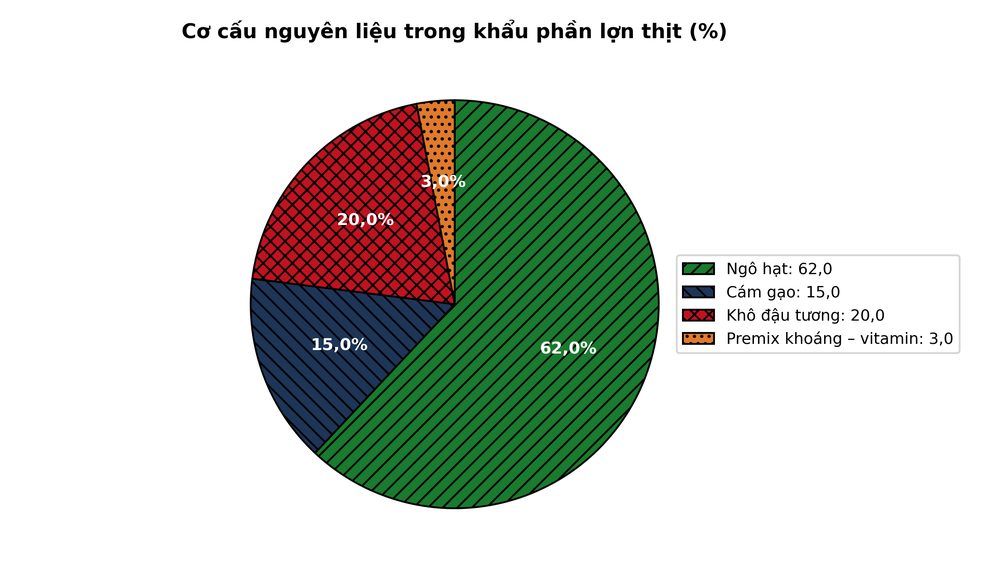 Cơ cấu nguyên liệu trong khẩu phần lợn thịt (%)
3,0%
20,0%
15,0%
62,0%
Ngô hạt: 62,0
Cám gạo: 15,0
Khô đậu tương: 20,0
Premix khoáng – vitamin: 3,0